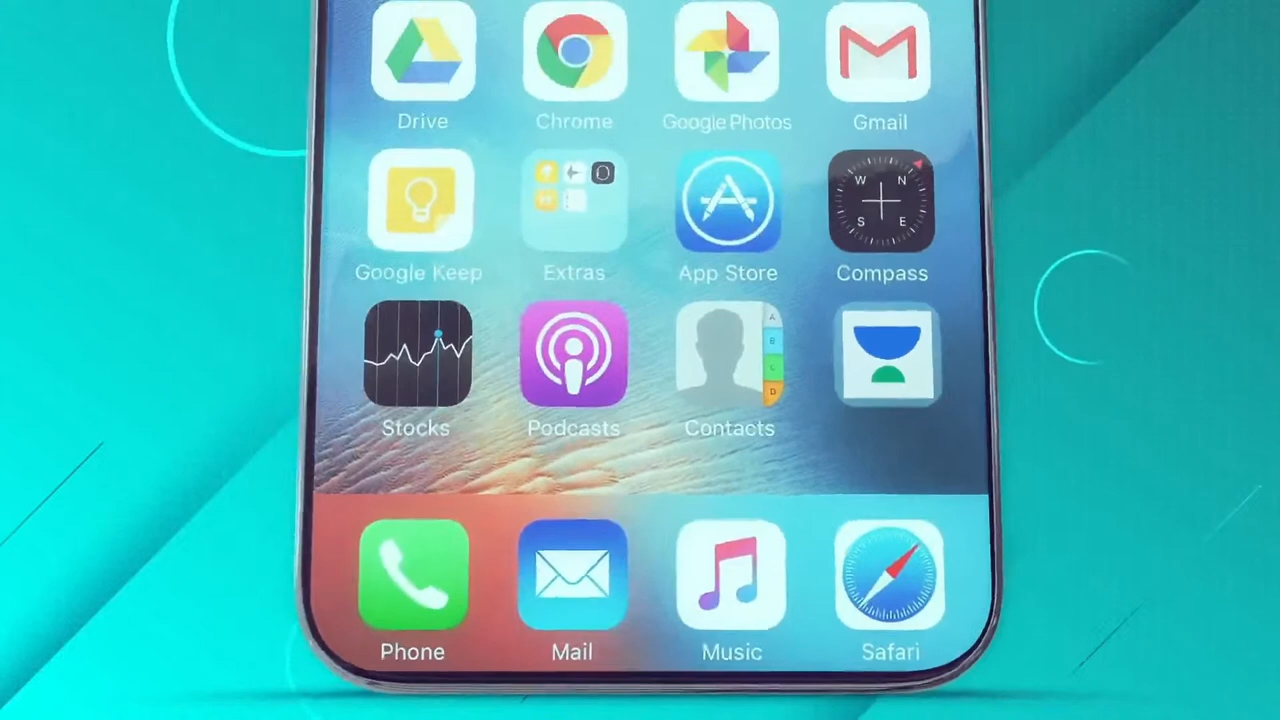 Drive Chrome Google Photos Gmail
W N
S E
Google Keep Extras App Store Compass
A
B
C
D
Stocks Podcasts Contacts
Phone Mail Music Safari